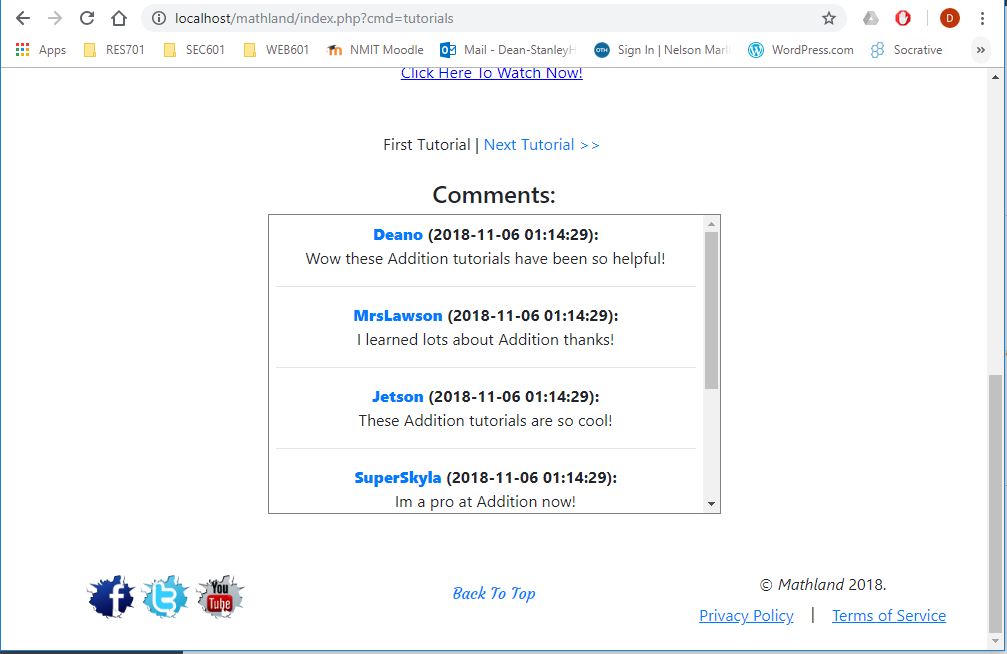 localhost/mathland/index.php?cmd=tutorials
D
Apps RES701 SEC601 WEB601 NMIT Moodle Mail - Dean-Stanley Sign In | Nelson Marl WordPress.com Socrative »
Click Here To Watch Now!
First Tutorial | Next Tutorial >>
Comments:
Deano (2018-11-06 01:14:29):
Wow these Addition tutorials have been so helpful!
MrsLawson (2018-11-06 01:14:29):
I learned lots about Addition thanks!
Jetson (2018-11-06 01:14:29):
These Addition tutorials are so cool!
SuperSkyla (2018-11-06 01:14:29):
Im a pro at Addition now!
f t You Tube
Back To Top
© Mathland 2018.
Privacy Policy | Terms of Service